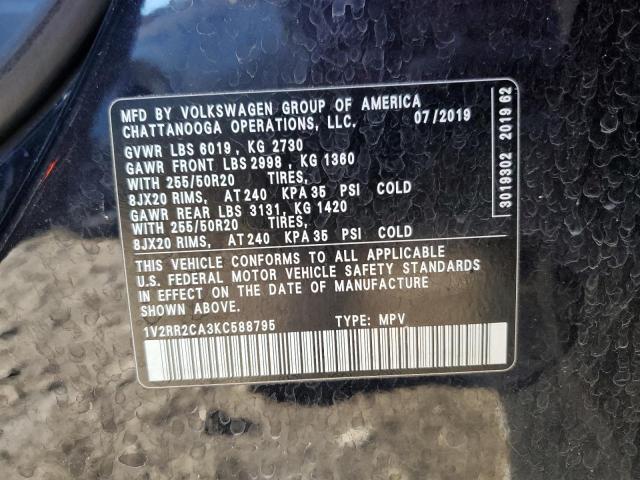 MFD BY VOLKSWAGEN GROUP OF AMERICA
CHATTANOOGA OPERATIONS, LLC. 07/2019
GVWR LBS 6019, KG 2730
GAWR FRONT LBS 2998, KG 1360
WITH 255/50R20 TIRES,
8JX20 RIMS, AT 240 KPA 35 PSI COLD
GAWR REAR LBS 3131, KG 1420
WITH 255/50R20 TIRES,
8JX20 RIMS, AT 240 KPA 35 PSI COLD
THIS VEHICLE CONFORMS TO ALL APPLICABLE
U.S. FEDERAL MOTOR VEHICLE SAFETY STANDARDS
IN EFFECT ON THE DATE OF MANUFACTURE
SHOWN ABOVE.
1V2RR2CA3KC588795 TYPE: MPV
3019302 2019 62